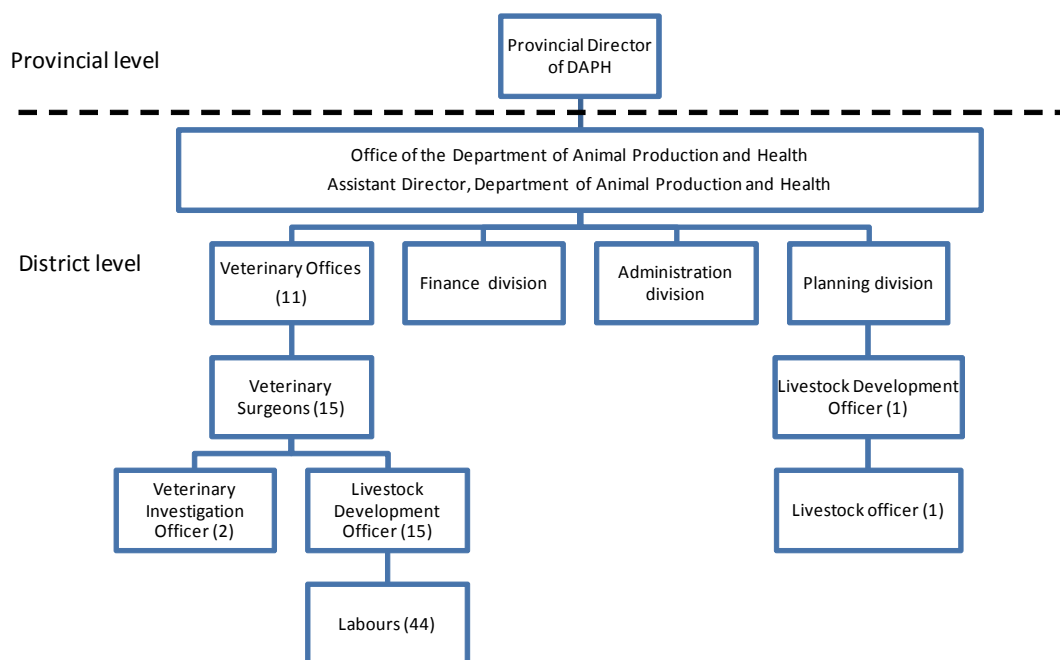 Provincial level
Provincial Director
of DAPH
Office of the Department of Animal Production and Health
Assistant Director, Department of Animal Production and Health
District level
Veterinary Offices
(11)
Finance division
Administration
division
Planning division
Veterinary
Surgeons (15)
Livestock Development
Officer (1)
Veterinary
Investigation
Officer (2)
Livestock
Development
Officer (15)
Livestock officer (1)
Labours (44)